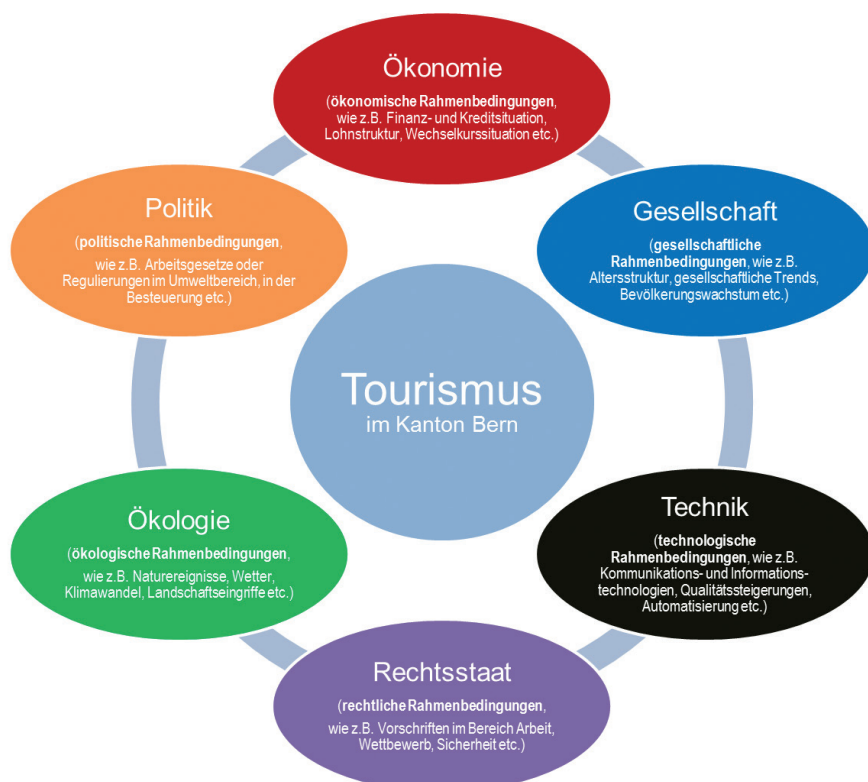 Ökonomie
(ökonomische Rahmenbedingungen,
wie z.B. Finanz- und Kreditsituation,
Lohnstruktur, Wechselkurssituation etc.)
Politik
(politische Rahmenbedingungen,
wie z.B. Arbeitsgesetze oder
Regulierungen im Umweltbereich, in der
Besteuerung etc.)
Gesellschaft
(gesellschaftliche
Rahmenbedingungen, wie z.B.
Altersstruktur, gesellschaftliche Trends,
Bevölkerungswachstum etc.)
Tourismus
im Kanton Bern
Ökologie
(ökologische Rahmenbedingungen,
wie z.B. Naturereignisse, Wetter,
Klimawandel, Landschaftseingriffe etc.)
Technik
(technologische
Rahmenbedingungen, wie z.B.
Kommunikations- und Informations-
technologien, Qualitätssteigerungen,
Automatisierung etc.)
Rechtsstaat
(rechtliche Rahmenbedingungen,
wie z.B. Vorschriften im Bereich Arbeit,
Wettbewerb, Sicherheit etc.)